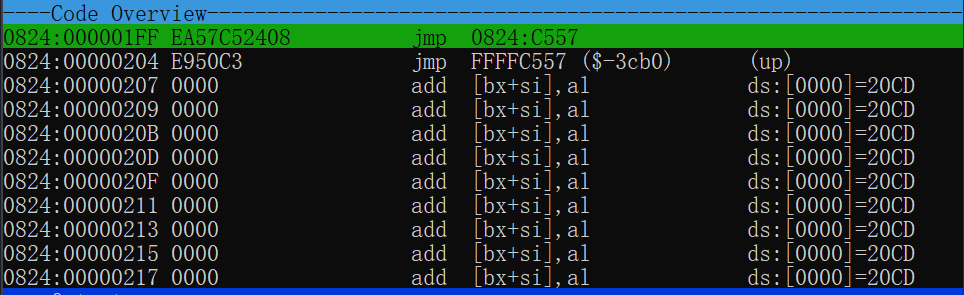 ----Code Overview----
0824:000001FF EA57C52408 jmp 0824:C557
0824:00000204 E950C3 jmp FFFFC557 ($-3cb0) (up)
0824:00000207 0000 add [bx+si],al ds:[0000]=20CD
0824:00000209 0000 add [bx+si],al ds:[0000]=20CD
0824:0000020B 0000 add [bx+si],al ds:[0000]=20CD
0824:0000020D 0000 add [bx+si],al ds:[0000]=20CD
0824:0000020F 0000 add [bx+si],al ds:[0000]=20CD
0824:00000211 0000 add [bx+si],al ds:[0000]=20CD
0824:00000213 0000 add [bx+si],al ds:[0000]=20CD
0824:00000215 0000 add [bx+si],al ds:[0000]=20CD
0824:00000217 0000 add [bx+si],al ds:[0000]=20CD